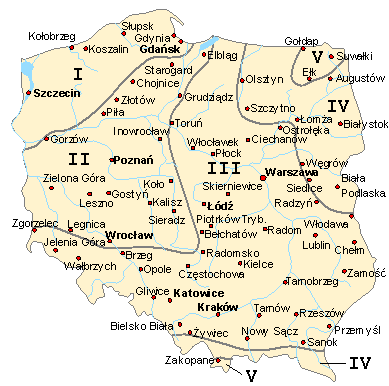 Słupsk
Gdynia
Kołobrzeg
Koszalin
Gdańsk
Elbląg
Gołdap
V
Suwałki
Starogard
I
Ełk
Augustów
Chojnice
Olsztyn
Szczecin
Złotów
Grudziądz
Szczytno
IV
Piła
Łomża
Białystok
Inowrocław
Toruń
Ostrołęka
Gorzów
Ciechanów
Włocławek
II
Poznań
Płock
III
Węgrów
Warszawa
Zielona Góra
Koło
Siedlce
Biała
Podlaska
Gostyń
Skierniewice
Leszno
Kalisz
Łódź
Radzyń
Sieradz
Piotrków Tryb.
Włodawa
Zgorzelec
Legnica
Wrocław
Bełchatów
Radom
Lublin
Chełm
Jelenia Góra
Brzeg
Radomsko
Wałbrzych
Opole
Kielce
Zamość
Częstochowa
Tarnobrzeg
Gliwice
Katowice
Kraków
Tarnów
Rzeszów
Bielsko Biała
Żywiec
Nowy Sącz
Przemyśl
Sanok
Zakopane
V
IV